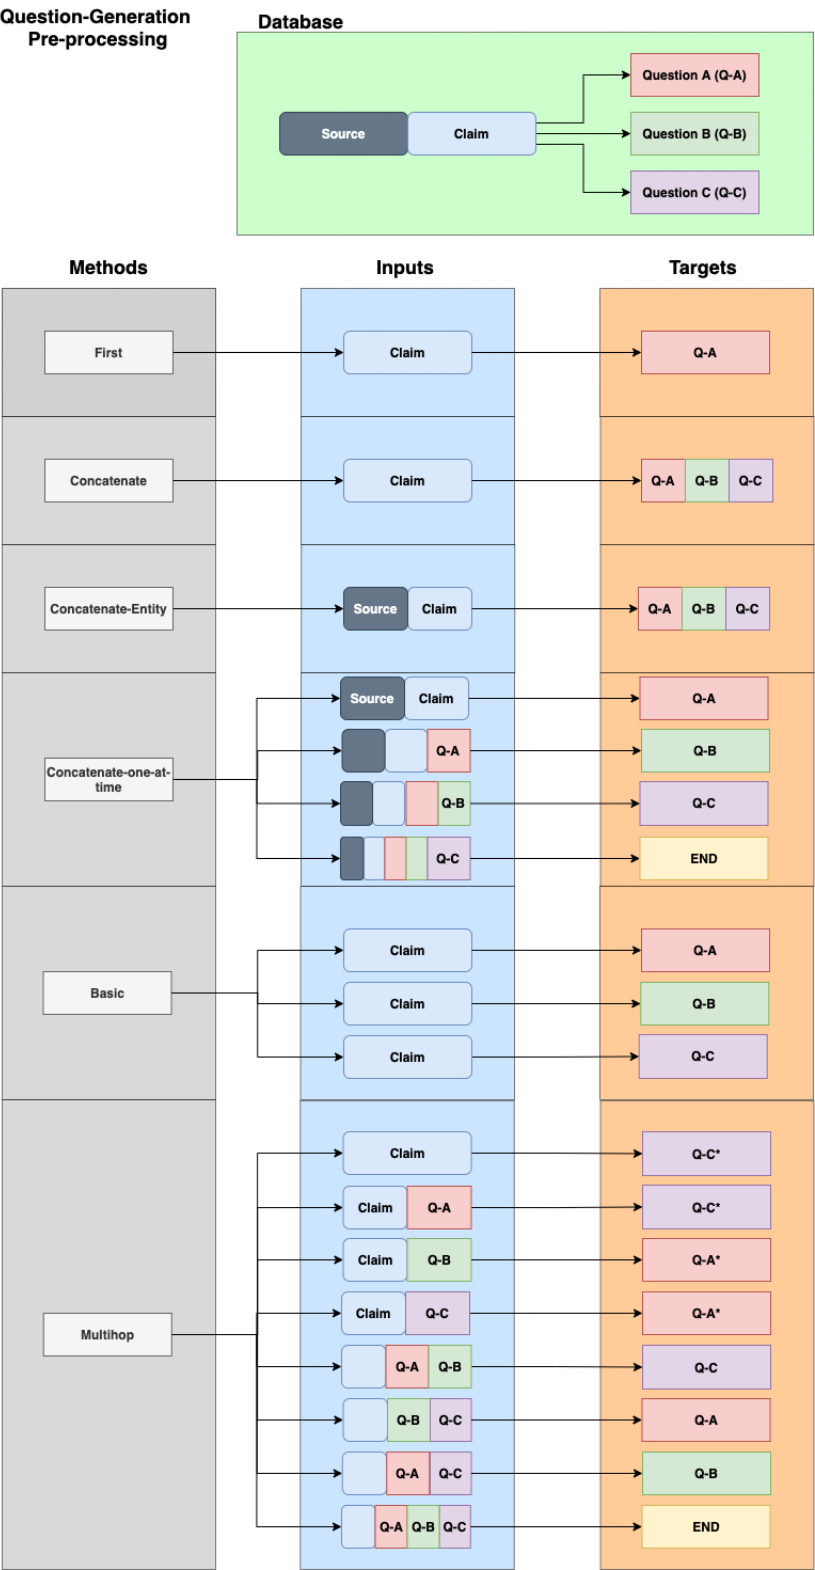 Question-Generation
Pre-processing
Database
Source
Claim
Question A (Q-A)
Question B (Q-B)
Question C (Q-C)
Methods
Inputs
Targets
First
Claim
Q-A
Concatenate
Claim
Q-A
Q-B
Q-C
Concatenate-Entity
Source
Claim
Q-A
Q-B
Q-C
Concatenate-one-at-
time
Source
Claim
Q-A
Q-A
Q-B
Q-B
Q-C
Q-C
END
Basic
Claim
Q-A
Claim
Q-B
Claim
Q-C
Multihop
Claim
Q-C*
Claim
Q-A
Q-C*
Claim
Q-B
Q-A*
Claim
Q-C
Q-A*
Q-A
Q-B
Q-C
Q-B
Q-C
Q-A
Q-A
Q-C
Q-B
Q-A
Q-B
Q-C
END